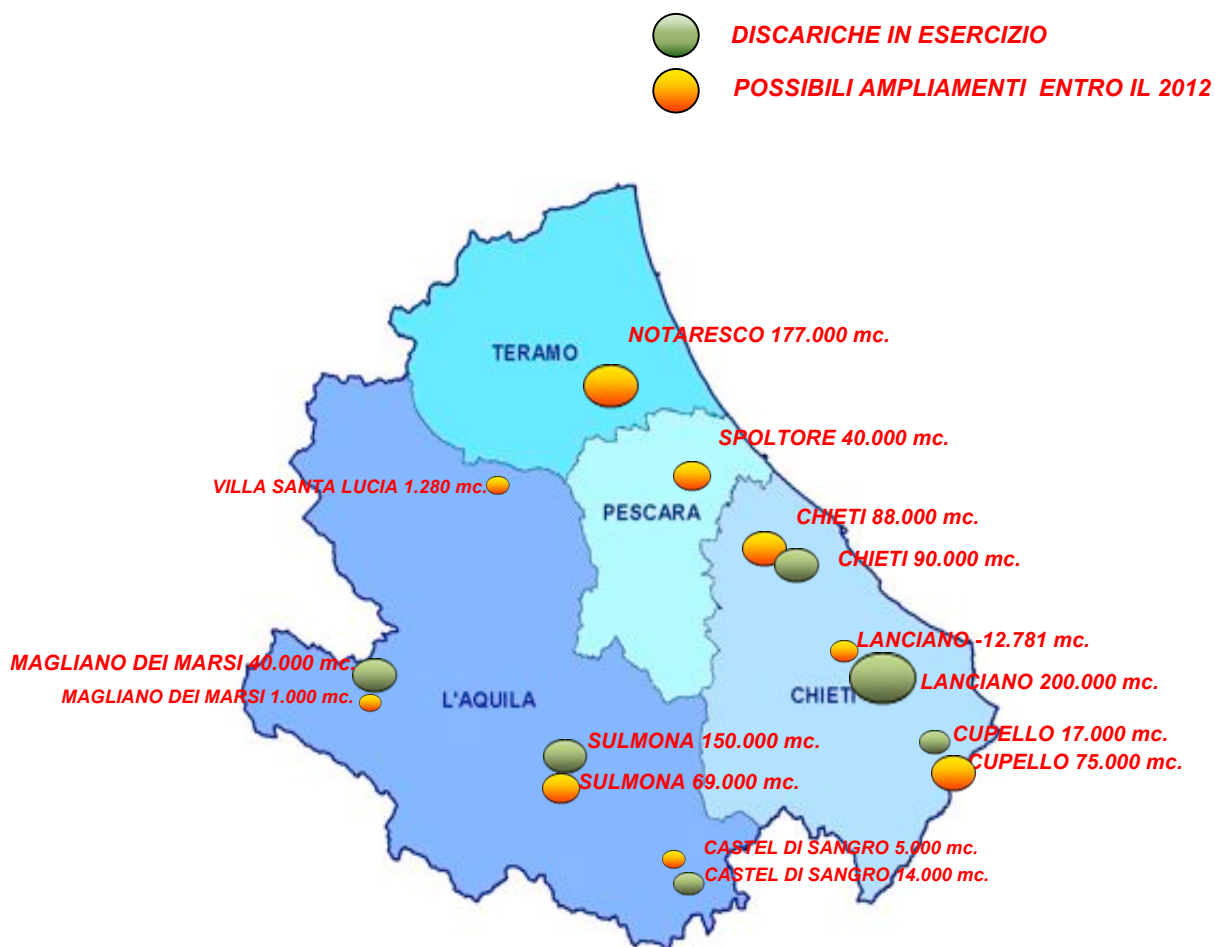 DISCARICHE IN ESERCIZIO
POSSIBILI AMPLIAMENTI ENTRO IL 2012
NOTARESCO 177.000 mc.
TERAMO
SPOLTORE 40.000 mc.
VILLA SANTA LUCIA 1.280 mc.
PESCARA
CHIETI 88.000 mc.
CHIETI 90.000 mc.
LANCIANO -12.781 mc.
MAGLIANO DEI MARSI 40.000 mc.
LANCIANO 200.000 mc.
MAGLIANO DEI MARSI 1.000 mc.
L'AQUILA
CHIETI
CUPELLO 17.000 mc.
SULMONA 150.000 mc.
CUPELLO 75.000 mc.
SULMONA 69.000 mc.
CASTEL DI SANGRO 5.000 mc.
CASTEL DI SANGRO 14.000 mc.